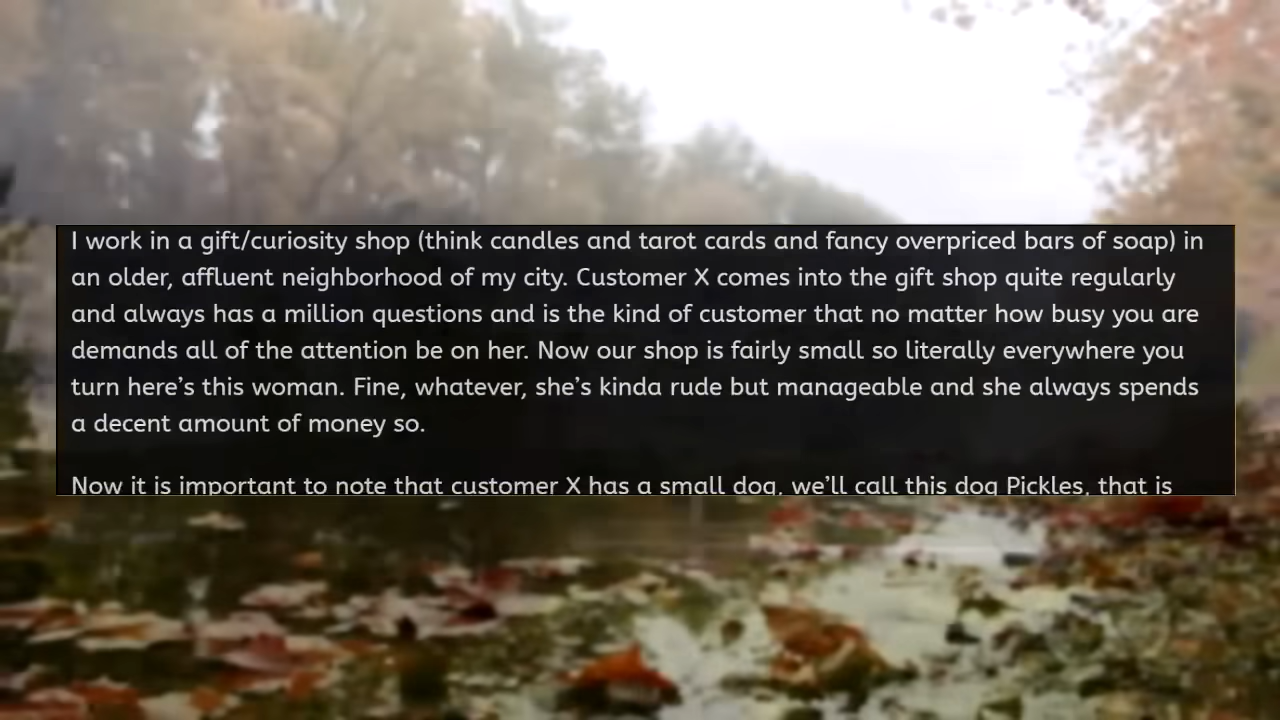 I work in a gift/curiosity shop (think candles and tarot cards and fancy overpriced bars of soap) in
an older, affluent neighborhood of my city. Customer X comes into the gift shop quite regularly
and always has a million questions and is the kind of customer that no matter how busy you are
demands all of the attention be on her. Now our shop is fairly small so literally everywhere you
turn here’s this woman. Fine, whatever, she’s kinda rude but manageable and she always spends
a decent amount of money so.
Now it is important to note that customer X has a small dog, we’ll call this dog Pickles, that is